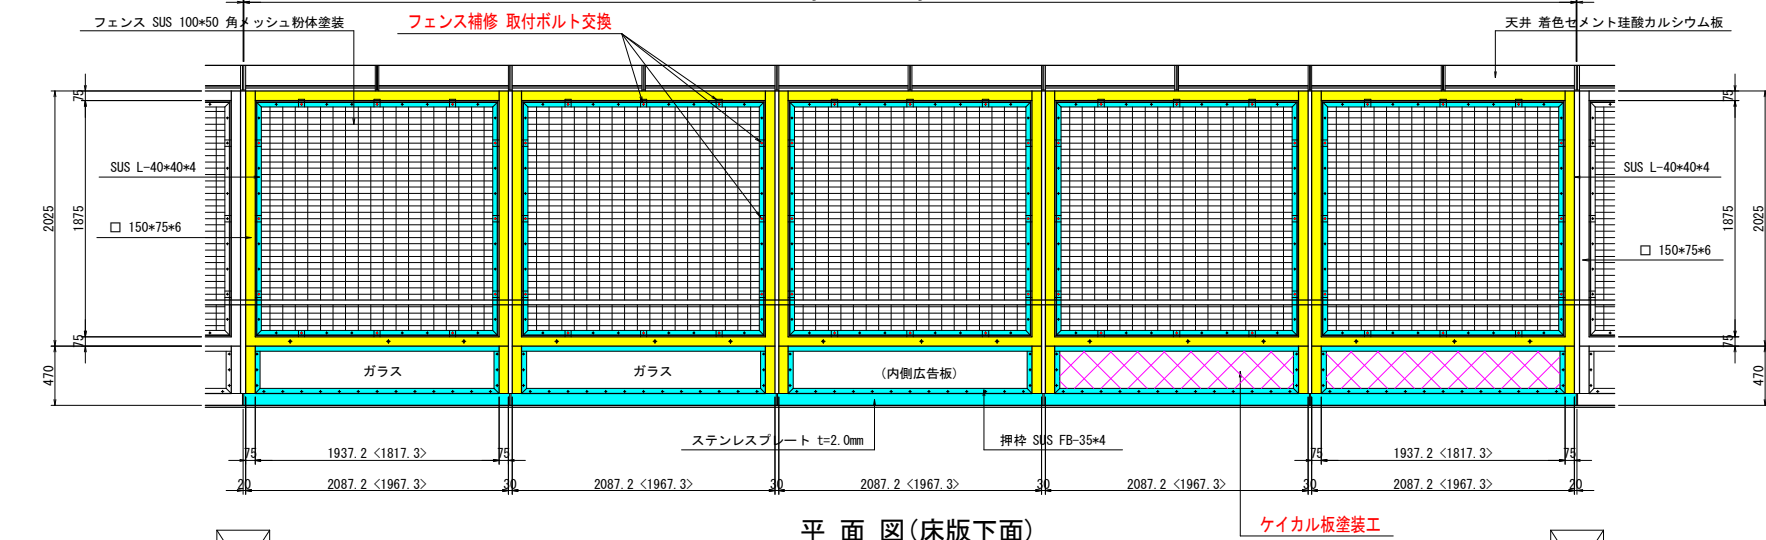 フェンス SUS 100*50 角メッシュ粉体塗装
フェンス補修 取付ボルト交換
天井 着色セメント珪酸カルシウム板
75
75
SUS L-40*40*4
SUS L-40*40*4
2025
1875
1875
2025
□ 150*75*6
□ 150*75*6
75
75
470
ガラス
ガラス
(内側広告板)
470
ステンレスプレート t=2.0mm
押枠 SUS FB-35*4
75
1937.2 <1817.3>
75
75
1937.2 <1817.3>
75
20
2087.2 <1967.3>
30
2087.2 <1967.3>
30
2087.2 <1967.3>
30
2087.2 <1967.3>
30
2087.2 <1967.3>
20
平 面 図(床版下面)
ケイカル板塗装工